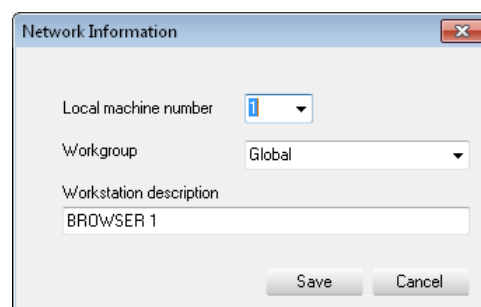 Network Information
Local machine number 1
Workgroup Global
Workstation description
BROWSER 1
Save Cancel